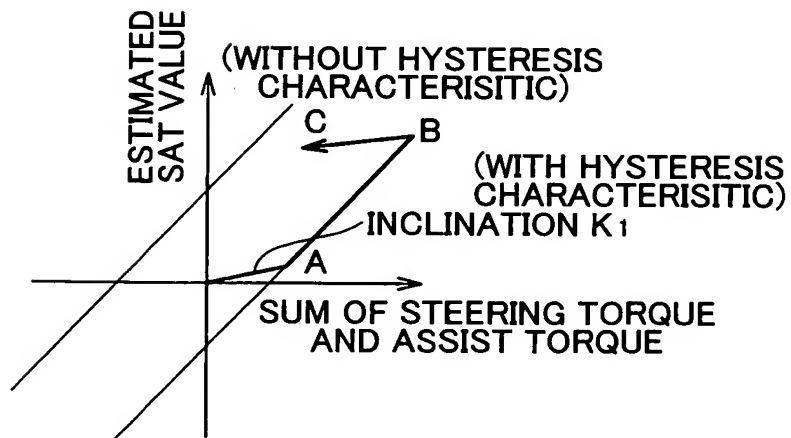 ESTIMATED
SAT VALUE
(WITHOUT HYSTERESIS
CHARACTERISITIC)
C
B
(WITH HYSTERESIS
CHARACTERISITIC)
INCLINATION K1
A
SUM OF STEERING TORQUE
AND ASSIST TORQUE